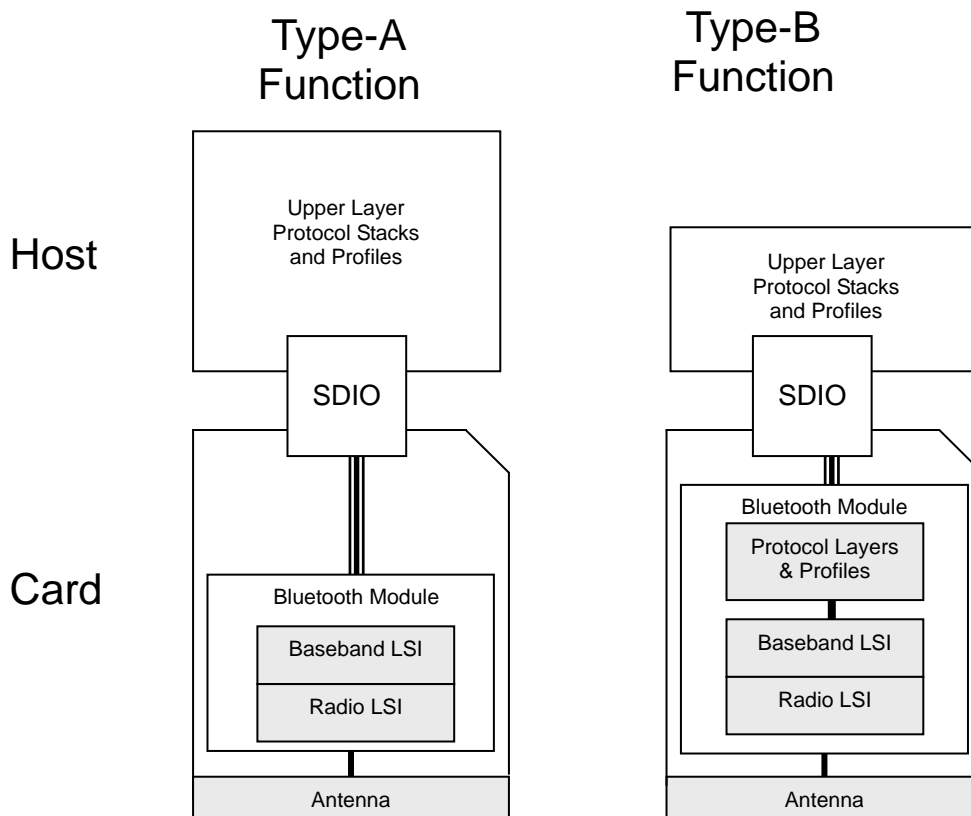 Type-A
Function
Type-B
Function
Host
Upper Layer
Protocol Stacks
and Profiles
Upper Layer
Protocol Stacks
and Profiles
SDIO
SDIO
Card
Bluetooth Module
Baseband LSI
Radio LSI
Antenna
Bluetooth Module
Protocol Layers
& Profiles
Baseband LSI
Radio LSI
Antenna